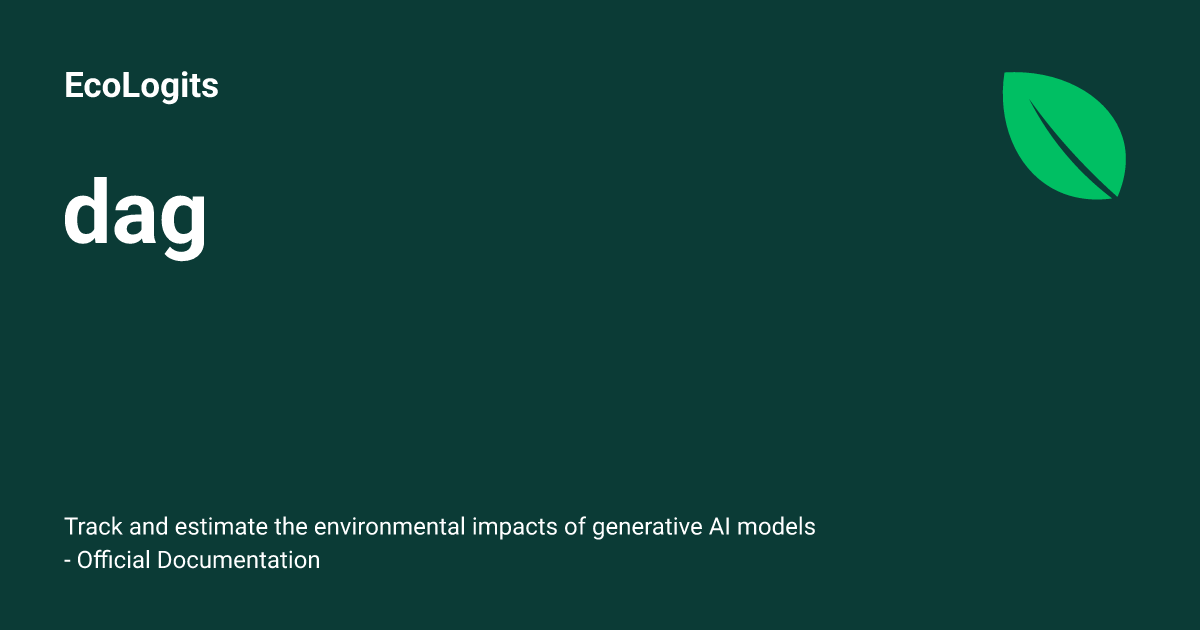 EcoLogits
dag
Track and estimate the environmental impacts of generative AI models
- Official Documentation